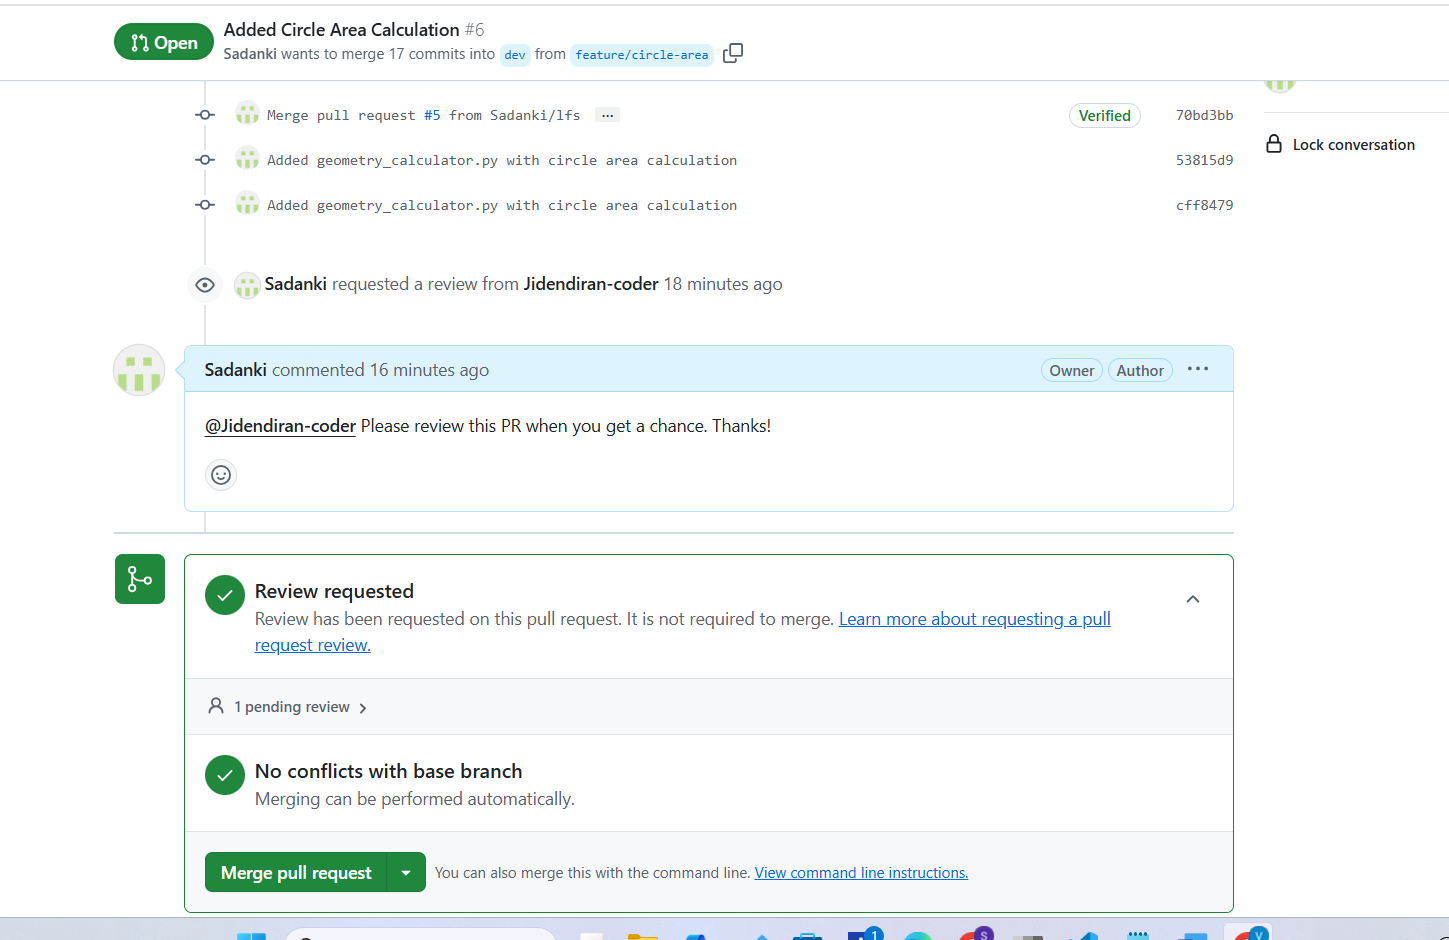 Open
Added Circle Area Calculation #6
Sadanki wants to merge 17 commits into dev from feature/circle-area
Merge pull request #5 from Sadanki/lfs ...
Verified
70bd3bb
Added geometry_calculator.py with circle area calculation
53815d9
Added geometry_calculator.py with circle area calculation
cff8479
Lock conversation
Sadanki requested a review from Jidendiran-coder 18 minutes ago
Sadanki commented 16 minutes ago
Owner
Author
@Jidendiran-coder Please review this PR when you get a chance. Thanks!
Review requested
Review has been requested on this pull request. It is not required to merge. Learn more about requesting a pull
request review.
1 pending review
No conflicts with base branch
Merging can be performed automatically.
Merge pull request
You can also merge this with the command line. View command line instructions.
1
S
V